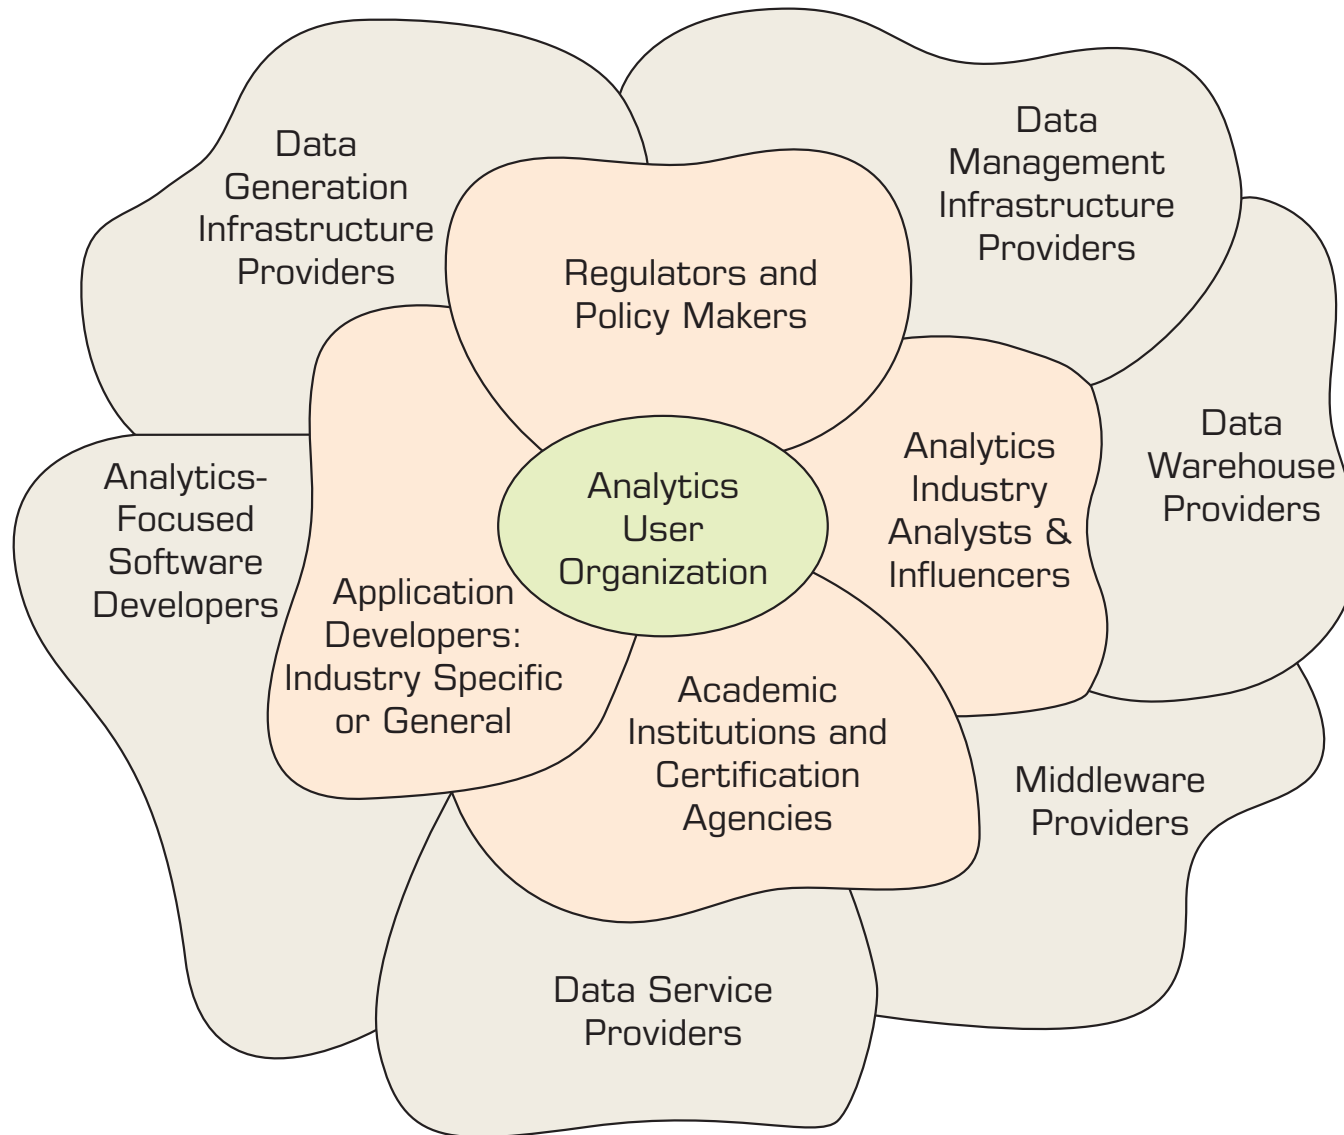 Data
Generation
Infrastructure
Providers
Data
Management
Infrastructure
Providers
Regulators and
Policy Makers
Data
Warehouse
Providers
Analytics
Industry
Analysts &
Influencers
Analytics-
Focused
Software
Developers
Analytics
User
Organization
Application
Developers:
Industry Specific
or General
Academic
Institutions and
Certification
Agencies
Middleware
Providers
Data Service
Providers